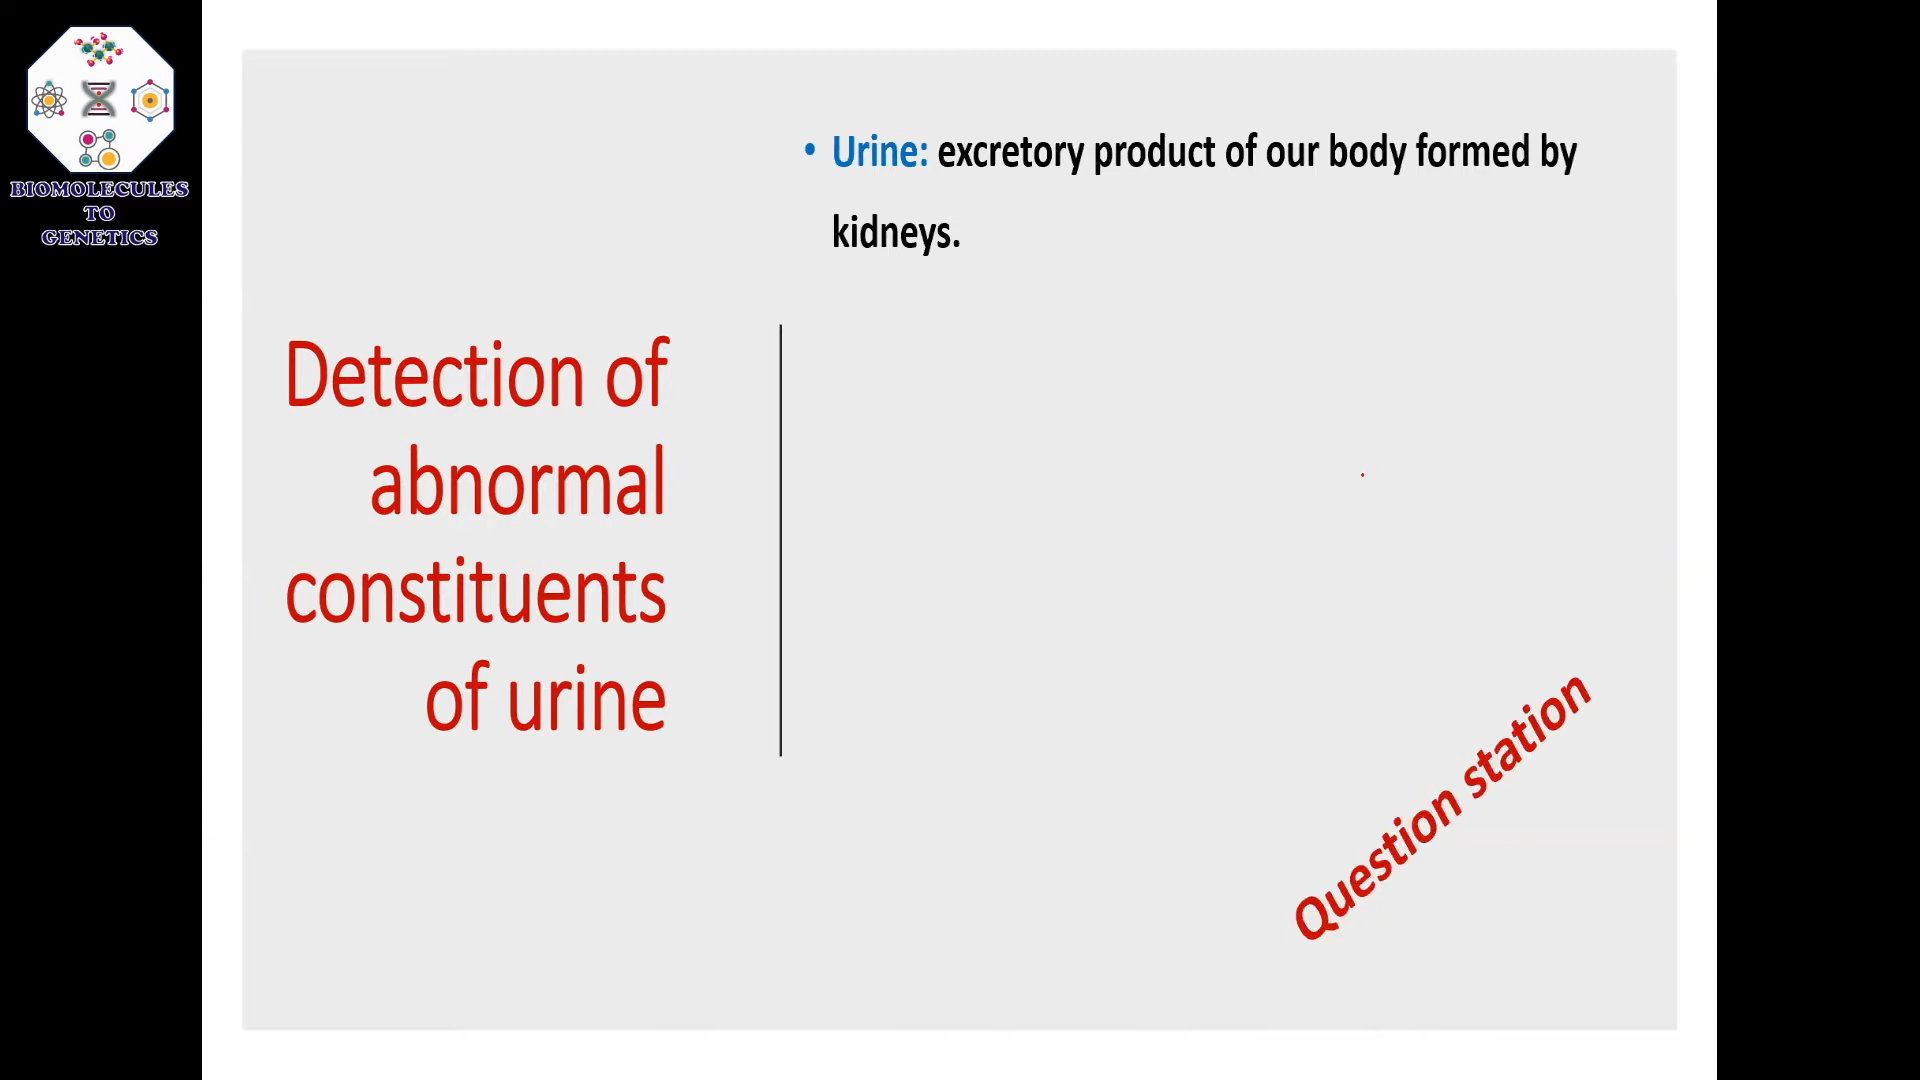 BIOMOLECULES
TO
GENETICS
Detection of
abnormal
constituents
of urine
• Urine: excretory product of our body formed by
kidneys.
Question station